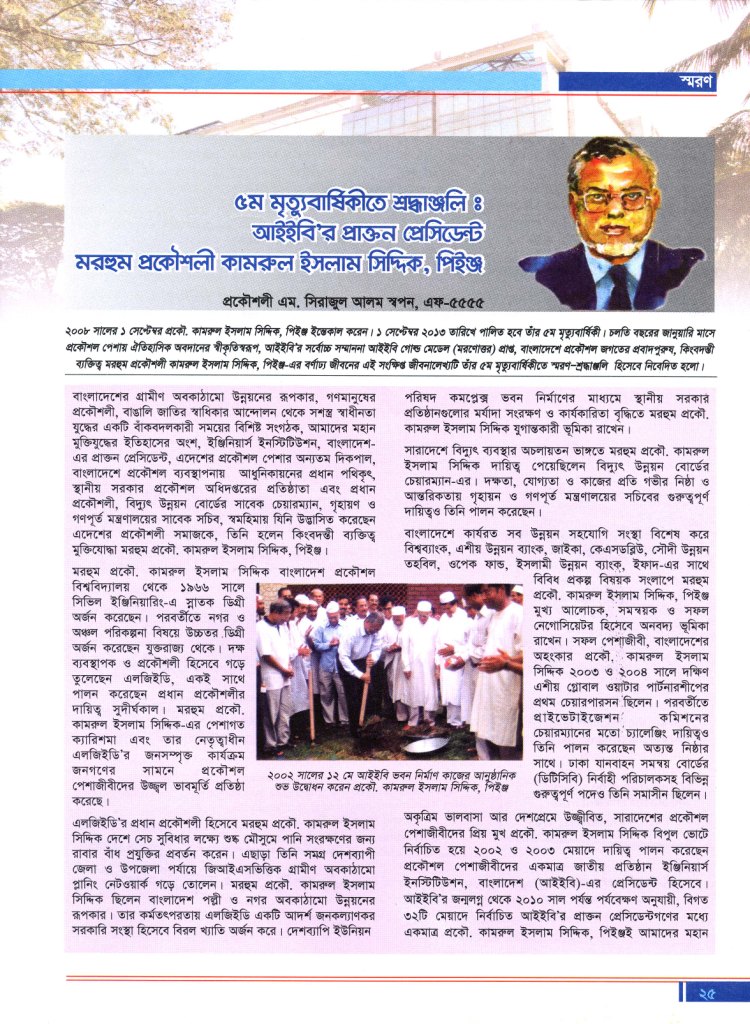 স্মরণ
৫ম মৃত্যুবার্ষিকীতে শ্রদ্ধাঞ্জলি ঃ
আইইবি'র প্রাক্তন প্রেসিডেন্ট
মরহুম প্রকৌশলী কামরুল ইসলাম সিদ্দিক, পিইঞ্জ
প্রকৌশলী এম. সিরাজুল আলম স্বপন, এফ-৫৫৫৫
২০০৮ সালের ১ সেপ্টেম্বর প্রকৌ. কামরুল ইসলাম সিদ্দিক, পিইঞ্জ ইন্তেকাল করেন। ১ সেপ্টেম্বর ২০১৩ তারিখে পালিত হবে তাঁর ৫ম মৃত্যুবার্ষিকী। চলতি বছরের জানুয়ারি মাসে
প্রকৌশল পেশায় ঐতিহাসিক অবদানের স্বীকৃতিস্বরূপ, আইইবি'র সর্বোচ্চ সম্মাননা আইইবি গোল্ড মেডেল (মরণোত্তর) প্রাপ্ত, বাংলাদেশে প্রকৌশল জগতের প্রবাদপুরুষ, কিংবদন্তী
ব্যক্তিত্ব মরহুম প্রকৌশলী কামরুল ইসলাম সিদ্দিক, পিইঞ্জ-এর বর্ণাঢ্য জীবনের এই সংক্ষিপ্ত জীবনালেখ্যটি তাঁর ৫ম মৃত্যুবার্ষিকীতে স্মরণ-শ্রদ্ধাঞ্জলি হিসেবে নিবেদিত হলো।
বাংলাদেশের গ্রামীণ অবকাঠামো উন্নয়নের রূপকার, গণমানুষের
প্রকৌশলী, বাঙালি জাতির স্বাধিকার আন্দোলন থেকে সশস্ত্র স্বাধীনতা
যুদ্ধের একটি বাঁকবদলকারী সময়ের বিশিষ্ট সংগঠক, আমাদের মহান
মুক্তিযুদ্ধের ইতিহাসের অংশ, ইঞ্জিনিয়ার্স ইনস্টিটিউশন, বাংলাদেশ-
এর প্রাক্তন প্রেসিডেন্ট, এদেশের প্রকৌশল পেশার অন্যতম দিকপাল,
বাংলাদেশে প্রকৌশল ব্যবস্থাপনায় আধুনিকায়নের প্রধান পথিকৃৎ,
স্থানীয় সরকার প্রকৌশল অধিদপ্তরের প্রতিষ্ঠাতা এবং প্রধান
প্রকৌশলী, বিদ্যুৎ উন্নয়ন বোর্ডের সাবেক চেয়ারম্যান, গৃহায়ণ ও
গণপূর্ত মন্ত্রণালয়ের সাবেক সচিব, স্বমহিমায় যিনি উদ্ভাসিত করেছেন
এদেশের প্রকৌশলী সমাজকে, তিনি হলেন কিংবদন্তী ব্যক্তিত্ব
মুক্তিযোদ্ধা মরহুম প্রকৌ. কামরুল ইসলাম সিদ্দিক, পিইঞ্জ।
মরহুম প্রকৌ. কামরুল ইসলাম সিদ্দিক বাংলাদেশ প্রকৌশল
বিশ্ববিদ্যালয় থেকে ১৯৬৬ সালে
সিভিল ইঞ্জিনিয়ারিং-এ স্নাতক ডিগ্রী
অর্জন করেছেন। পরবর্তীতে নগর ও
অঞ্চল পরিকল্পনা বিষয়ে উচ্চতর ডিগ্রী
অর্জন করেছেন যুক্তরাজ্য থেকে। দক্ষ
ব্যবস্থাপক ও প্রকৌশলী হিসেবে গড়ে
তুলেছেন এলজিইডি, একই সাথে
পালন করেছেন প্রধান প্রকৌশলীর
দায়িত্ব সুদীর্ঘকাল। মরহুম প্রকৌ.
কামরুল ইসলাম সিদ্দিক-এর পেশাগত
ক্যারিশমা এবং তার নেতৃত্বাধীন
এলজিইডি'র জনসম্পৃক্ত কার্যক্রম
জনগণের সামনে প্রকৌশল
পেশাজীবীদের উজ্জ্বল ভাবমূর্তি প্রতিষ্ঠা
করেছে।
এলজিইডি'র প্রধান প্রকৌশলী হিসেবে মরহুম প্রকৌ. কামরুল ইসলাম
সিদ্দিক দেশে সেচ সুবিধার লক্ষ্যে শুষ্ক মৌসুমে পানি সংরক্ষণের জন্য
রাবার বাঁধ প্রযুক্তির প্রবর্তন করেন। এছাড়া তিনি সমগ্র দেশব্যাপী
জেলা ও উপজেলা পর্যায়ে জিআইএসভিত্তিক গ্রামীণ অবকাঠামো
প্লানিং নেটওয়ার্ক গড়ে তোলেন। মরহুম প্রকৌ. কামরুল ইসলাম
সিদ্দিক ছিলেন বাংলাদেশ পল্লী ও নগর অবকাঠামো উন্নয়নের
রূপকার। তার কর্মতৎপরতায় এলজিইডি একটি আদর্শ জনকল্যাণকর
সরকারি সংস্থা হিসেবে বিরল খ্যাতি অর্জন করে। দেশব্যাপি ইউনিয়ন
২০০২ সালের ১২ মে আইইবি ভবন নির্মাণ কাজের আনুষ্ঠানিক
শুভ উদ্বোধন করেন প্রকৌ. কামরুল ইসলাম সিদ্দিক, পিইঞ্জ
পরিষদ কমপ্লেক্স ভবন নির্মাণের মাধ্যমে স্থানীয় সরকার
প্রতিষ্ঠানগুলোর মর্যাদা সংরক্ষণ ও কার্যকারিতা বৃদ্ধিতে মরহুম প্রকৌ.
কামরুল ইসলাম সিদ্দিক যুগান্তকারী ভূমিকা রাখেন।
সারাদেশে বিদ্যুৎ ব্যবস্থার অচলায়তন ভাঙ্গতে মরহুম প্রকৌ. কামরুল
ইসলাম সিদ্দিক দায়িত্ব পেয়েছিলেন বিদ্যুৎ উন্নয়ন বোর্ডের
চেয়ারম্যান-এর। দক্ষতা, যোগ্যতা ও কাজের প্রতি গভীর নিষ্ঠা ও
আন্তরিকতায় গৃহায়ন ও গণপূর্ত মন্ত্রণালয়ের সচিবের গুরুত্বপূর্ণ
দায়িত্বও তিনি পালন করেছেন।
বাংলাদেশে কার্যরত সব উন্নয়ন সহযোগি সংস্থা বিশেষ করে
বিশ্বব্যাংক, এশীয় উন্নয়ন ব্যাংক, জাইকা, কেএসডব্লিউ, সৌদী উন্নয়ন
তহবিল, ওপেক ফান্ড, ইসলামী উন্নয়ন ব্যাংক, ইফাদ-এর সাথে
বিবিধ প্রকল্প বিষয়ক সংলাপে মরহুম
প্রকৌ. কামরুল ইসলাম সিদ্দিক, পিইঞ্জ
মুখ্য আলোচক, সমন্বয়ক ও সফল
নেগোসিয়েটর হিসেবে অনবদ্য ভূমিকা
রাখেন। সফল পেশাজীবী, বাংলাদেশের
অহংকার প্রকৌ. কামরুল ইসলাম
সিদ্দিক ২০০৩ ও ২০০৪ সালে দক্ষিণ
এশীয় গ্লোবাল ওয়াটার পার্টনারশীপের
প্রথম চেয়ারপারসন ছিলেন। পরবর্তীতে
প্রাইভেটাইজেশন কমিশনের
চেয়ারম্যানের মতো চ্যালেঞ্জিং দায়িত্বও
তিনি পালন করেছেন অত্যন্ত নিষ্ঠার
সাথে। ঢাকা যানবাহন সমন্বয় বোর্ডের
(ডিটিসিবি) নির্বাহী পরিচালকসহ বিভিন্ন
গুরুত্বপূর্ণ পদেও তিনি সমাসীন ছিলেন।
অকৃত্রিম ভালবাসা আর দেশপ্রেমে উজ্জীবিত, সারাদেশের প্রকৌশল
পেশাজীবীদের প্রিয় মুখ প্রকৌ. কামরুল ইসলাম সিদ্দিক বিপুল ভোটে
নির্বাচিত হয়ে ২০০২ ও ২০০৩ মেয়াদে দায়িত্ব পালন করেছেন
প্রকৌশল পেশাজীবীদের একমাত্র জাতীয় প্রতিষ্ঠান ইঞ্জিনিয়ার্স
ইনস্টিটিউশন, বাংলাদেশ (আইইবি)-এর প্রেসিডেন্ট হিসেবে।
আইইবি'র জন্মলগ্ন থেকে ২০১০ সাল পর্যন্ত পর্যবেক্ষণ অনুযায়ী, বিগত
৩২টি মেয়াদে নির্বাচিত আইইবি'র প্রাক্তন প্রেসিডেন্টগণের মধ্যে
একমাত্র প্রকৌ. কামরুল ইসলাম সিদ্দিক, পিইঞ্জই আমাদের মহান
২৫